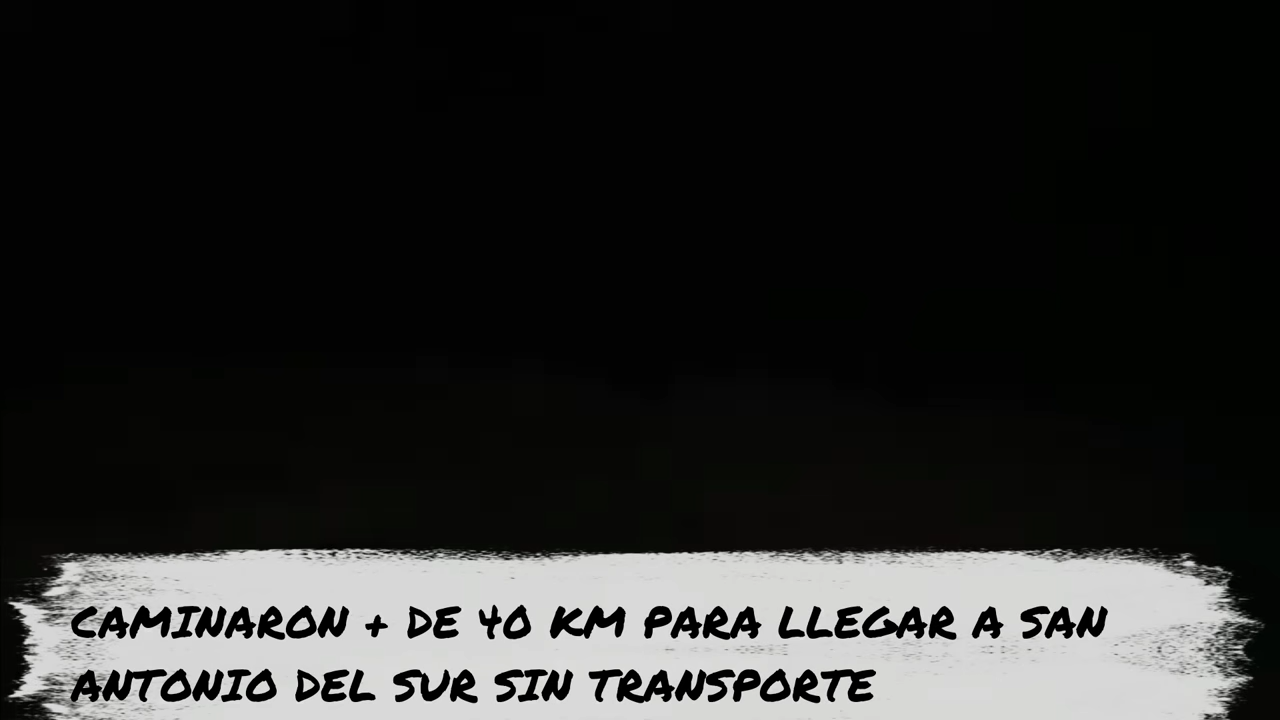 CAMINARON + DE 40 KM PARA LLEGAR A SAN
ANTONIO DEL SUR SIN TRANSPORTE